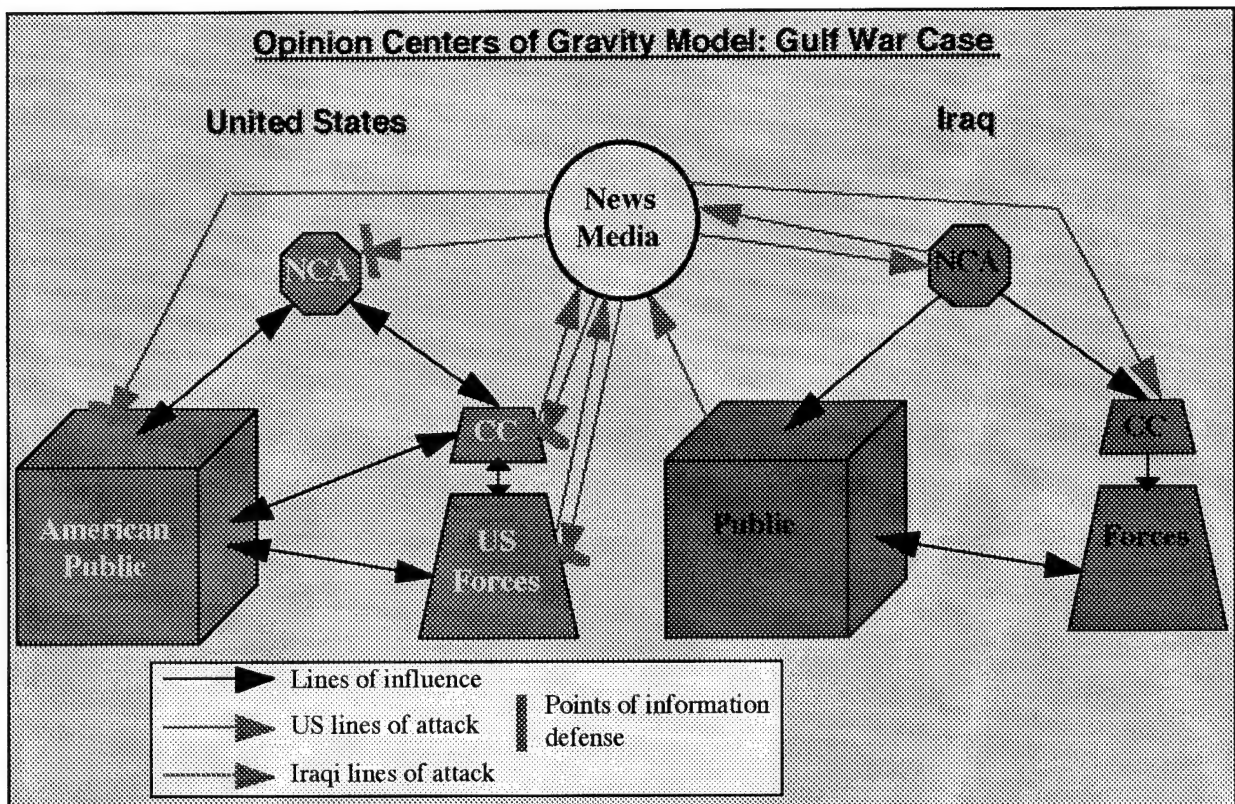 Opinion Centers of Gravity Model: Gulf War Case
United States
Iraq
News
Media
NCA
NCA
CC
CC
American
Public
US
Forces
Public
Forces
Lines of influence
US lines of attack
Iraqi lines of attack
Points of information
defense